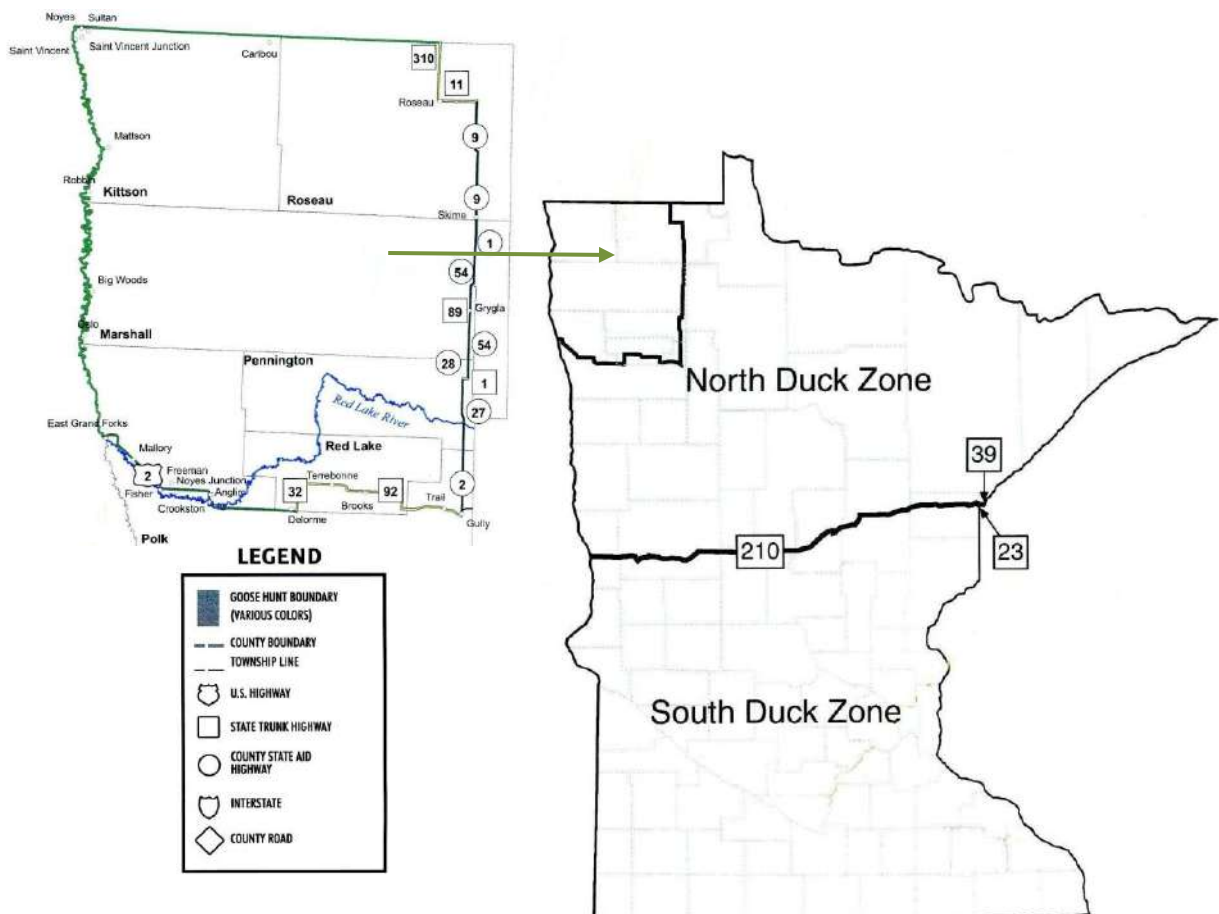 Noyes
Sultan
Saint Vincent
Saint Vincent Junction
Caribou
310
11
Roseau
9
Mattson
Robbin
Kittson
Roseau
9
Skime
1
54
Big Woods
89
Grygla
Oslo
Marshall
54
Pennington
28
1
Red Lake River
27
East Grand Forks
Mallory
Red Lake
2
Freeman
Noyes Junction
Fisher
Anglim
Terrebonne
32
92
2
Crookston
Brooks
Trail
Delorme
Gully
Polk
LEGEND
GOOSE HUNT BOUNDARY
(VARIOUS COLORS)
COUNTY BOUNDARY
TOWNSHIP LINE
U.S. HIGHWAY
STATE TRUNK HIGHWAY
COUNTY STATE AID
HIGHWAY
INTERSTATE
COUNTY ROAD
North Duck Zone
39
210
23
South Duck Zone